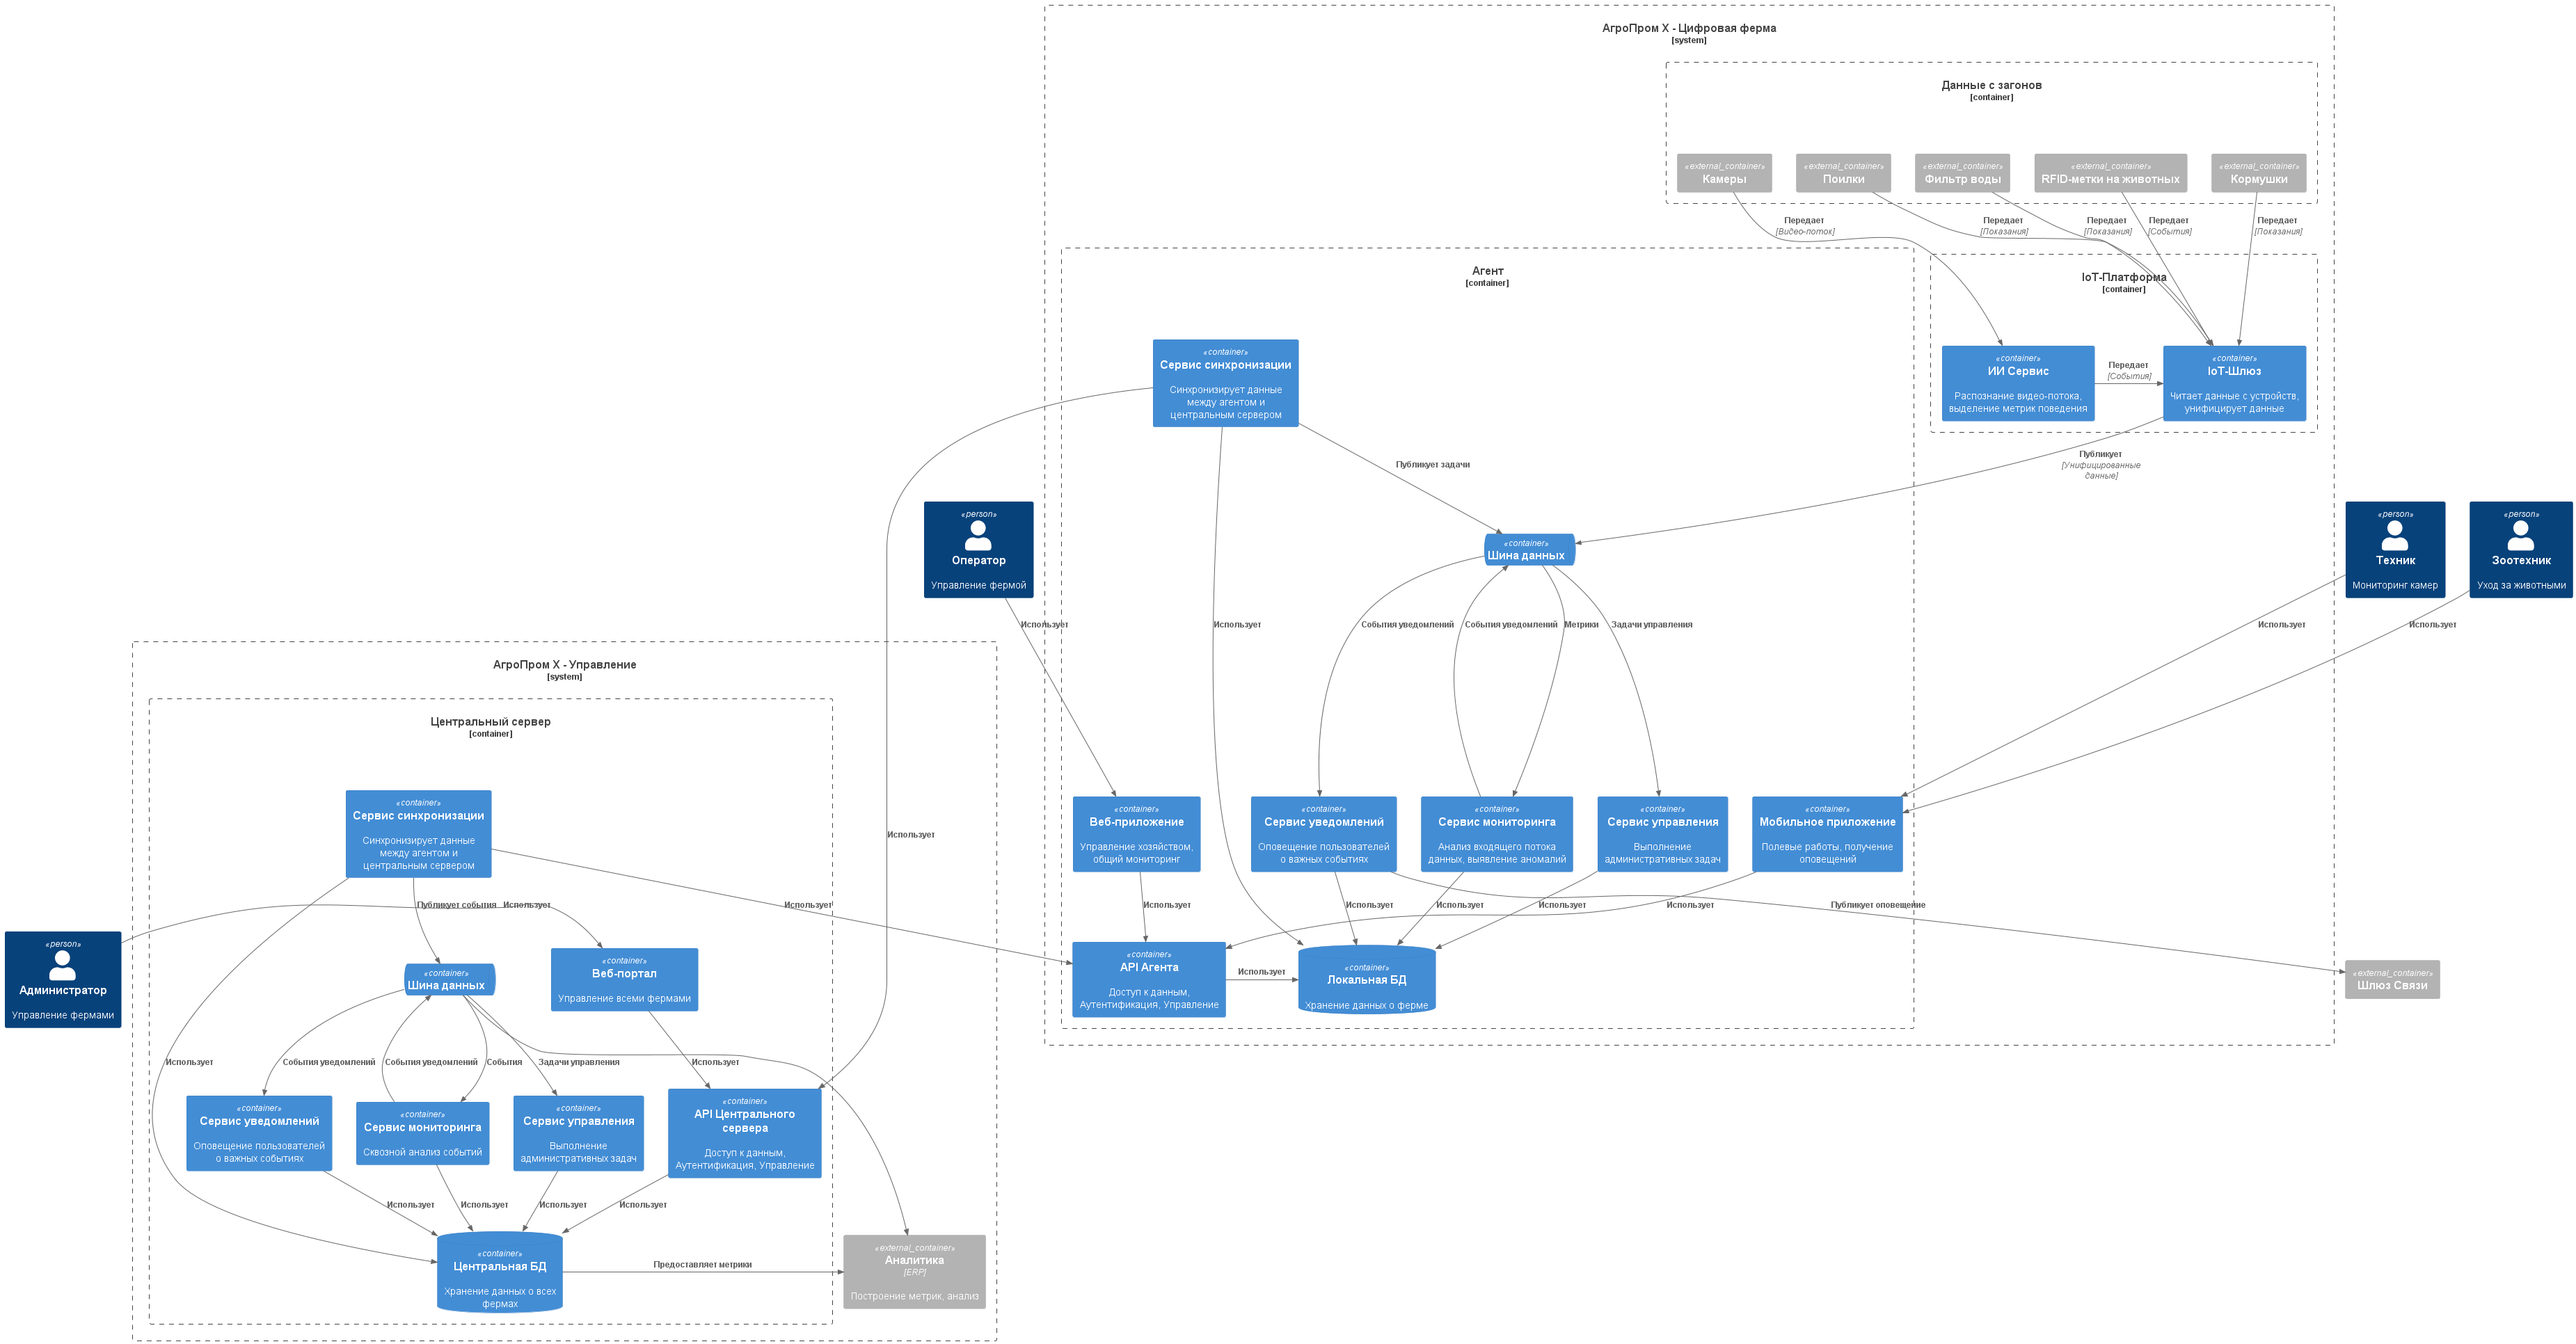 АгроПром X - Цифровая ферма
[system]
Данные с загонов
[container]
«external_container»
Камеры
«external_container»
Поилки
«external_container»
Фильтр воды
«external_container»
RFID-метки на животных
«external_container»
Кормушки
Передает
[Видео-поток]
Передает
[Показания]
Передает
[Показания]
Передает
[События]
Передает
[Показания]
Агент
[container]
IoT-Платформа
[container]
«container»
Сервис синхронизации
Синхронизирует данные
между агентом и
центральным сервером
«container»
ИИ Сервис
Распознание видео-потока,
выделение метрик поведения
Передает
[События]
«container»
IoT-Шлюз
Читает данные с устройств,
унифицирует данные
Публикует задачи
Публикует
[Унифицированные
данные]
«person»
Оператор
Управление фермой
«container»
Шина данных
«person»
Техник
Мониторинг камер
«person»
Зоотехник
Уход за животными
Использует
Использует
События уведомлений
События уведомлений
Метрики
Задачи управления
Использует
Использует
АгроПром X - Управление
[system]
Центральный сервер
[container]
«container»
Сервис синхронизации
Синхронизирует данные
между агентом и
центральным сервером
Использует
«container»
Веб-приложение
Управление хозяйством,
общий мониторинг
«container»
Сервис уведомлений
Оповещение пользователей
о важных событиях
«container»
Сервис мониторинга
Анализ входящего потока
данных, выявление аномалий
«container»
Сервис управления
Выполнение
административных задач
«container»
Мобильное приложение
Полевые работы, получение
оповещений
Публикует события
Использует
Использует
Использует
Использует
Использует
Использует
Использует
Публикует оповещение
«person»
Администратор
Управление фермами
«container»
Шина данных
«container»
Веб-портал
Управление всеми фермами
«container»
API Агента
Доступ к данным,
Аутентификация, Управление
Использует
«container»
Локальная БД
Хранение данных о ферме
«external_container»
Шлюз Связи
Использует
События уведомлений
События уведомлений
События
Задачи управления
Использует
«container»
Сервис уведомлений
Оповещение пользователей
о важных событиях
«container»
Сервис мониторинга
Сквозной анализ событий
«container»
Сервис управления
Выполнение
административных задач
«container»
API Центрального
сервера
Доступ к данным,
Аутентификация, Управление
Использует
Использует
Использует
Использует
«container»
Центральная БД
Хранение данных о всех
фермах
Предоставляет метрики
«external_container»
Аналитика
[ERP]
Построение метрик, анализ